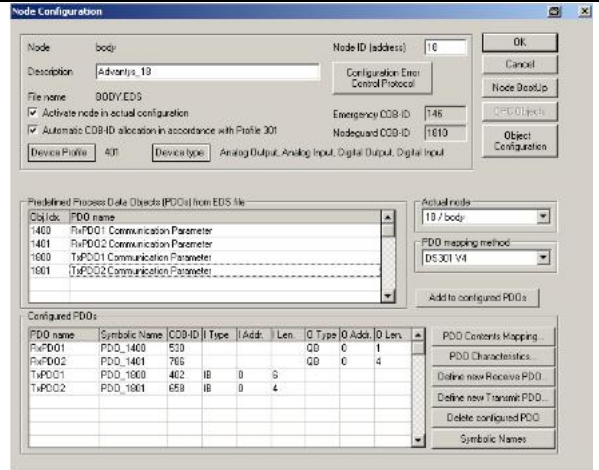 Node Configuration
Node body Node ID (address) 18 OK
Description Advantys_18 Configuration Error Control Protocol Cancel
File name BODY.EDS Node BootUp
Activate node in actual configuration Emergency COB-ID 146
Automatic COB-ID allocation in accordance with Profile 301 Nodeguard COB-ID 1810 Object Configuration
Device Profile 401 Device type Analog Output, Analog Input, Digital Output, Digital Input
Predefined Process Data Objects (PDOs) from EDS file Actual node
Obj.Idx. PDO name 18 / body
1400 RxPDO1 Communication Parameter
1401 RxPDO2 Communication Parameter PDO mapping method
1800 TxPDO1 Communication Parameter DS301 V4
1801 TxPDO2 Communication Parameter
Add to configured PDOs
Configured PDOs
PDO name Symbolic Name COB-ID I Type I Addr. I Len. O Type O Addr. O Len. PDO Contents Mapping...
RxPDO1 PDO_1400 530 QB 0 1
RxPDO2 PDO_1401 786 QB 0 4 PDO Characteristics...
TxPDO1 PDO_1800 402 IB 0 6 Define new Receive PDO...
TxPDO2 PDO_1801 658 IB 0 4 Define new Transmit PDO...
Delete configured PDO
Symbolic Names